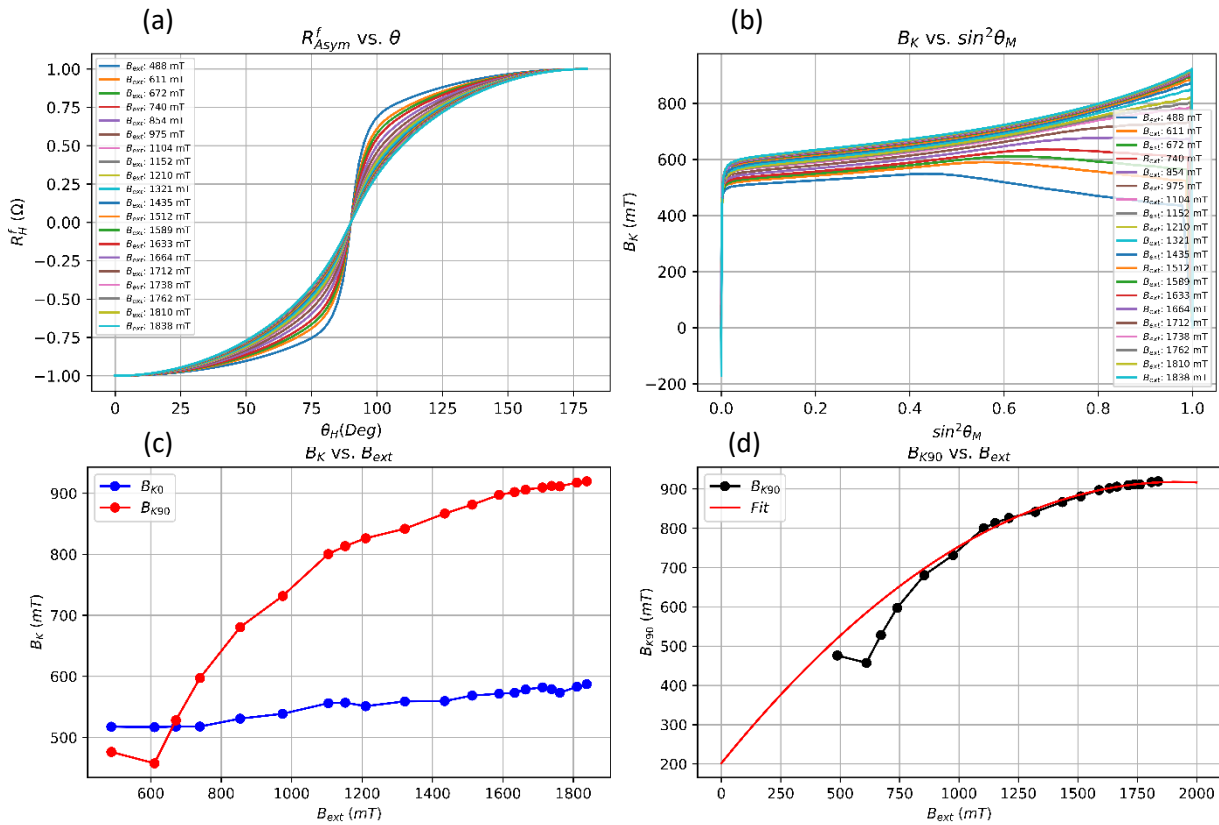 (a)
R^f_Asym vs. θ
B_ext: 488 mT
B_ext: 611 mT
B_ext: 672 mT
B_ext: 740 mT
B_ext: 854 mT
B_ext: 975 mT
B_ext: 1104 mT
B_ext: 1152 mT
B_ext: 1210 mT
B_ext: 1321 mT
B_ext: 1435 mT
B_ext: 1512 mT
B_ext: 1589 mT
B_ext: 1633 mT
B_ext: 1664 mT
B_ext: 1712 mT
B_ext: 1738 mT
B_ext: 1762 mT
B_ext: 1810 mT
B_ext: 1838 mT
1.00
0.75
0.50
0.25
0.00
−0.25
−0.50
−0.75
−1.00
R^f_H (Ω)
0 25 50 75 100 125 150 175
θ_H(Deg)
(b)
B_K vs. sin²θ_M
800
600
400
200
0
−200
B_K (mT)
B_ext: 488 mT
B_ext: 611 mT
B_ext: 672 mT
B_ext: 740 mT
B_ext: 854 mT
B_ext: 975 mT
B_ext: 1104 mT
B_ext: 1152 mT
B_ext: 1210 mT
B_ext: 1321 mT
B_ext: 1435 mT
B_ext: 1512 mT
B_ext: 1589 mT
B_ext: 1633 mT
B_ext: 1664 mT
B_ext: 1712 mT
B_ext: 1738 mT
B_ext: 1762 mT
B_ext: 1810 mT
B_ext: 1838 mT
0.0 0.2 0.4 0.6 0.8 1.0
sin²θ_M
(c)
B_K vs. B_ext
B_K0
B_K90
900
800
700
600
500
B_K (mT)
600 800 1000 1200 1400 1600 1800
B_ext (mT)
(d)
B_K90 vs. B_ext
B_K90
Fit
900
800
700
600
500
400
300
200
B_K90 (mT)
0 250 500 750 1000 1250 1500 1750 2000
B_ext (mT)